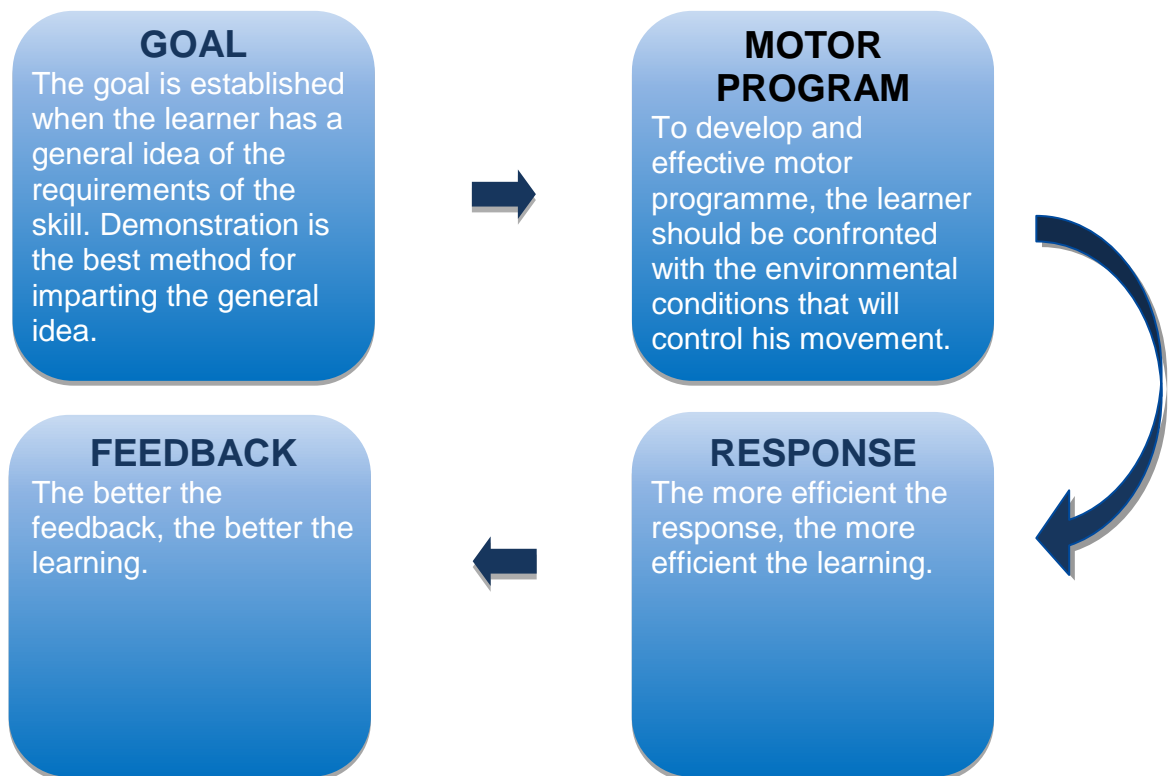 GOAL
The goal is established
when the learner has a
general idea of the
requirements of the
skill. Demonstration is
the best method for
imparting the general
idea.
MOTOR
PROGRAM
To develop and
effective motor
programme, the learner
should be confronted
with the environmental
conditions that will
control his movement.
RESPONSE
The more efficient the
response, the more
efficient the learning.
FEEDBACK
The better the
feedback, the better the
learning.